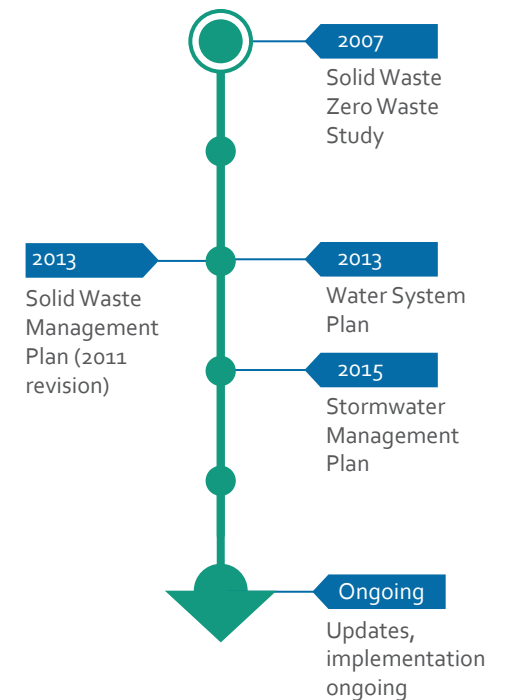 2007
Solid Waste
Zero Waste
Study
2013
Solid Waste
Management
Plan (2011
revision)
2013
Water System
Plan
2015
Stormwater
Management
Plan
Ongoing
Updates,
implementation
ongoing